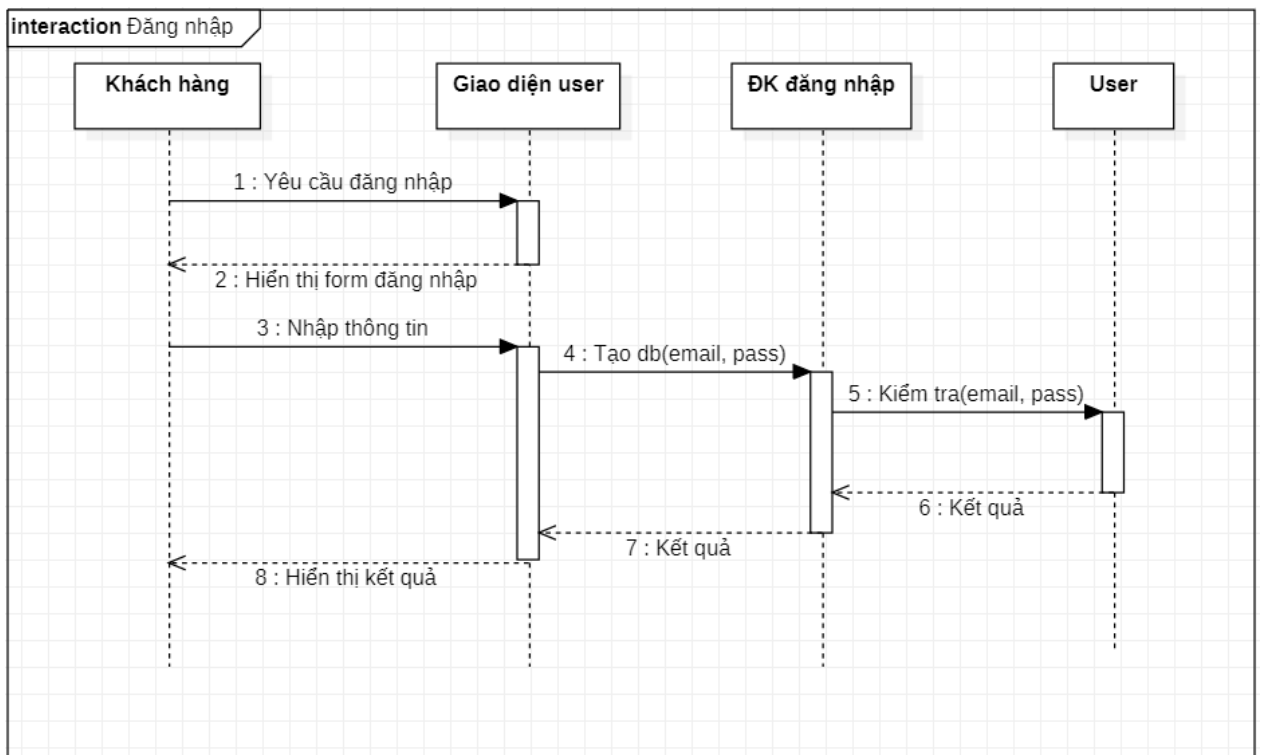 interaction Đăng nhập
Khách hàng
Giao diện user
ĐK đăng nhập
User
1 : Yêu cầu đăng nhập
2 : Hiển thị form đăng nhập
3 : Nhập thông tin
4 : Tạo db(email, pass)
5 : Kiểm tra(email, pass)
6 : Kết quả
7 : Kết quả
8 : Hiển thị kết quả